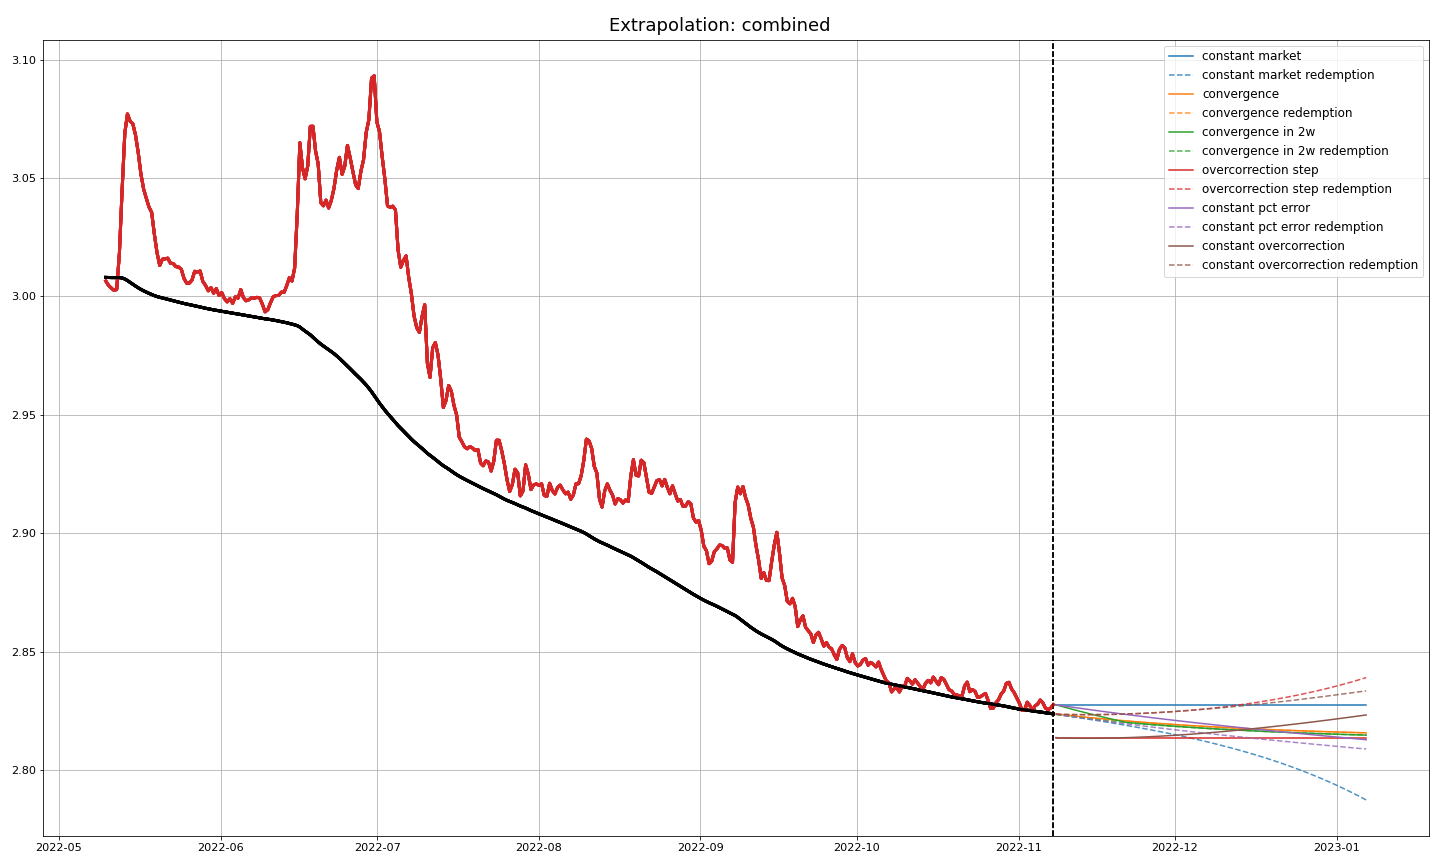 Extrapolation: combined
3.10
3.05
3.00
2.95
2.90
2.85
2.80
constant market
constant market redemption
convergence
convergence redemption
convergence in 2w
convergence in 2w redemption
overcorrection step
overcorrection step redemption
constant pct error
constant pct error redemption
constant overcorrection
constant overcorrection redemption
2022-05 2022-06 2022-07 2022-08 2022-09 2022-10 2022-11 2022-12 2023-01